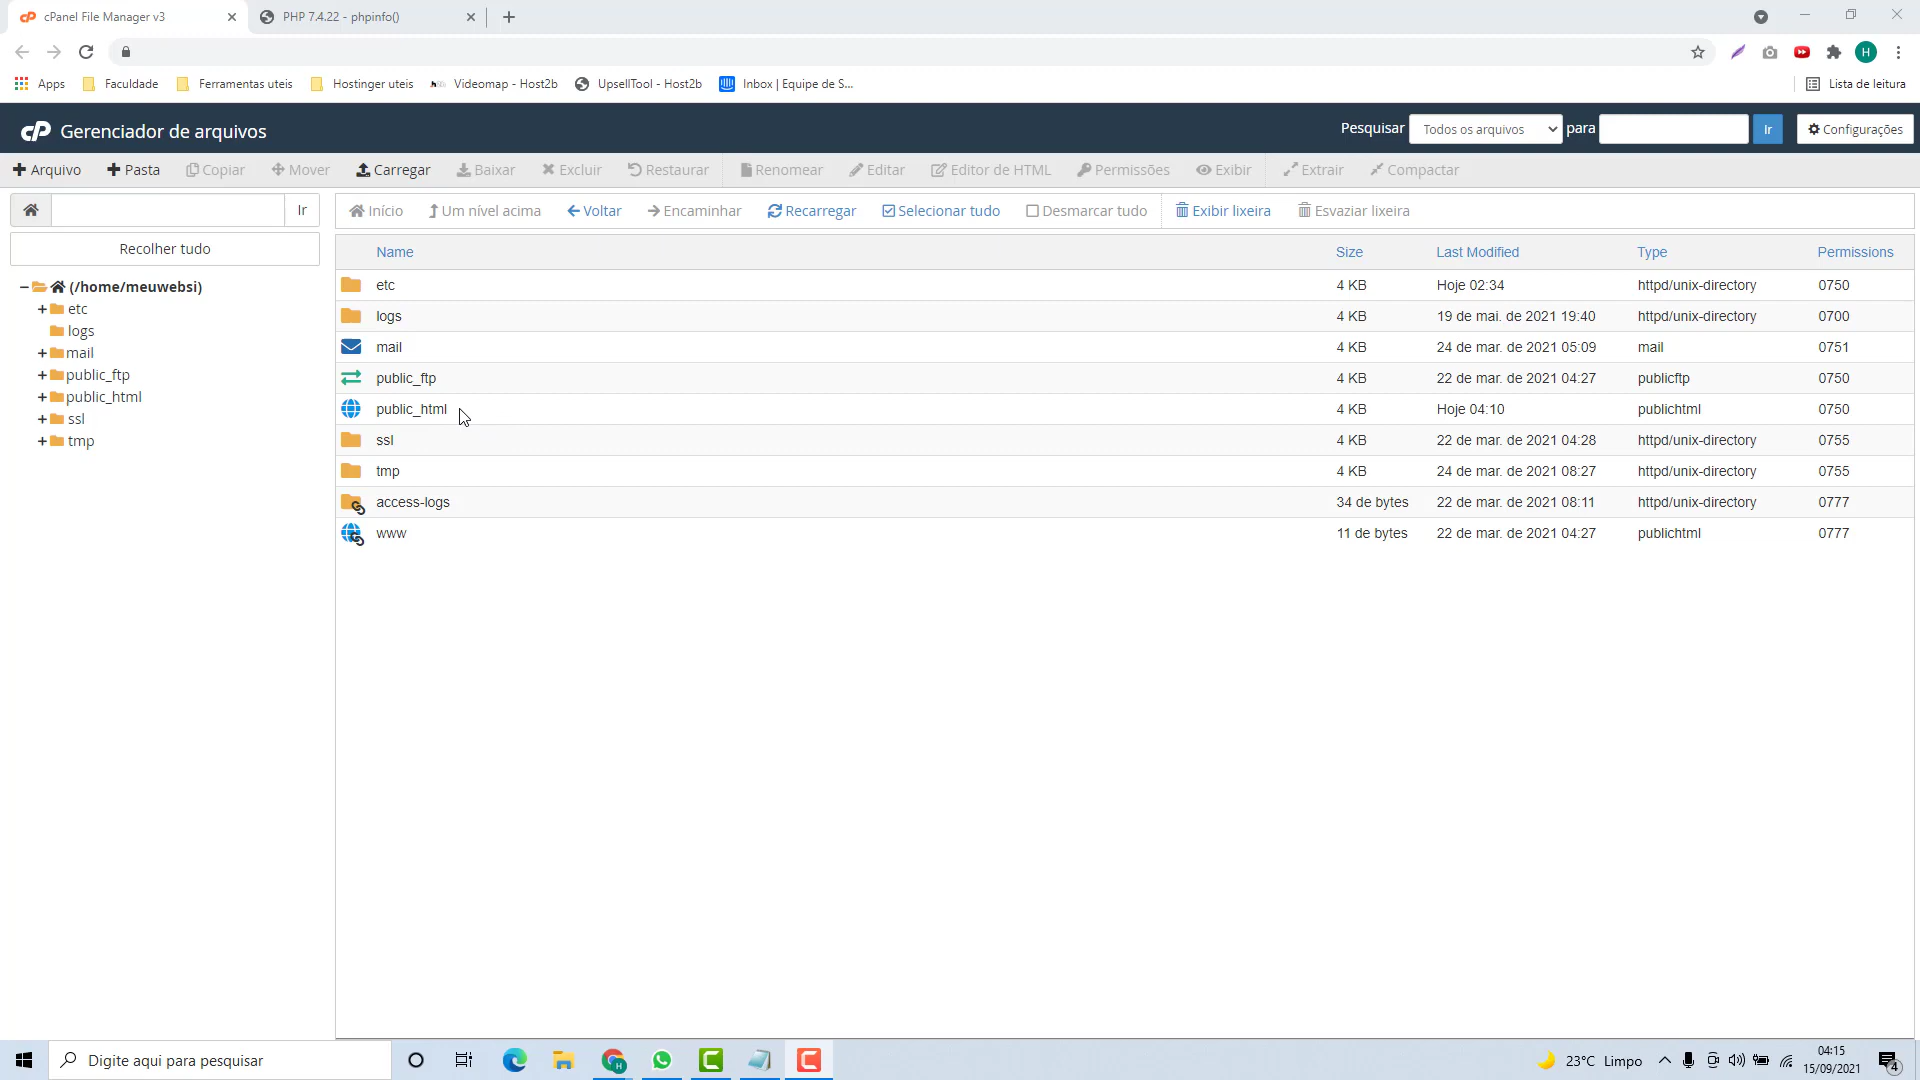 cPanel File Manager v3
PHP 7.4.22 - phpinfo()
H
Apps
Faculdade
Ferramentas uteis
Hostinger uteis
Videomap - Host2b
UpsellTool - Host2b
Inbox | Equipe de S...
Lista de leitura
cP Gerenciador de arquivos
Pesquisar Todos os arquivos para Ir Configurações
Arquivo Pasta Copiar Mover Carregar Baixar Excluir Restaurar Renomear Editar Editor de HTML Permissões Exibir Extrair Compactar
Ir
Início Um nível acima Voltar Encaminhar Recarregar Selecionar tudo Desmarcar tudo Exibir lixeira Esvaziar lixeira
Recolher tudo
(/home/meuwebsi)
etc
logs
mail
public_ftp
public_html
ssl
tmp
Name Size Last Modified Type Permissions
etc 4 KB Hoje 02:34 httpd/unix-directory 0750
logs 4 KB 19 de mai. de 2021 19:40 httpd/unix-directory 0700
mail 4 KB 24 de mar. de 2021 05:09 mail 0751
public_ftp 4 KB 22 de mar. de 2021 04:27 publicftp 0750
public_html 4 KB Hoje 04:10 publichtml 0750
ssl 4 KB 22 de mar. de 2021 04:28 httpd/unix-directory 0755
tmp 4 KB 24 de mar. de 2021 08:27 httpd/unix-directory 0755
access-logs 34 de bytes 22 de mar. de 2021 08:11 httpd/unix-directory 0777
www 11 de bytes 22 de mar. de 2021 04:27 publichtml 0777
Digite aqui para pesquisar
23°C Limpo
04:15
15/09/2021
4